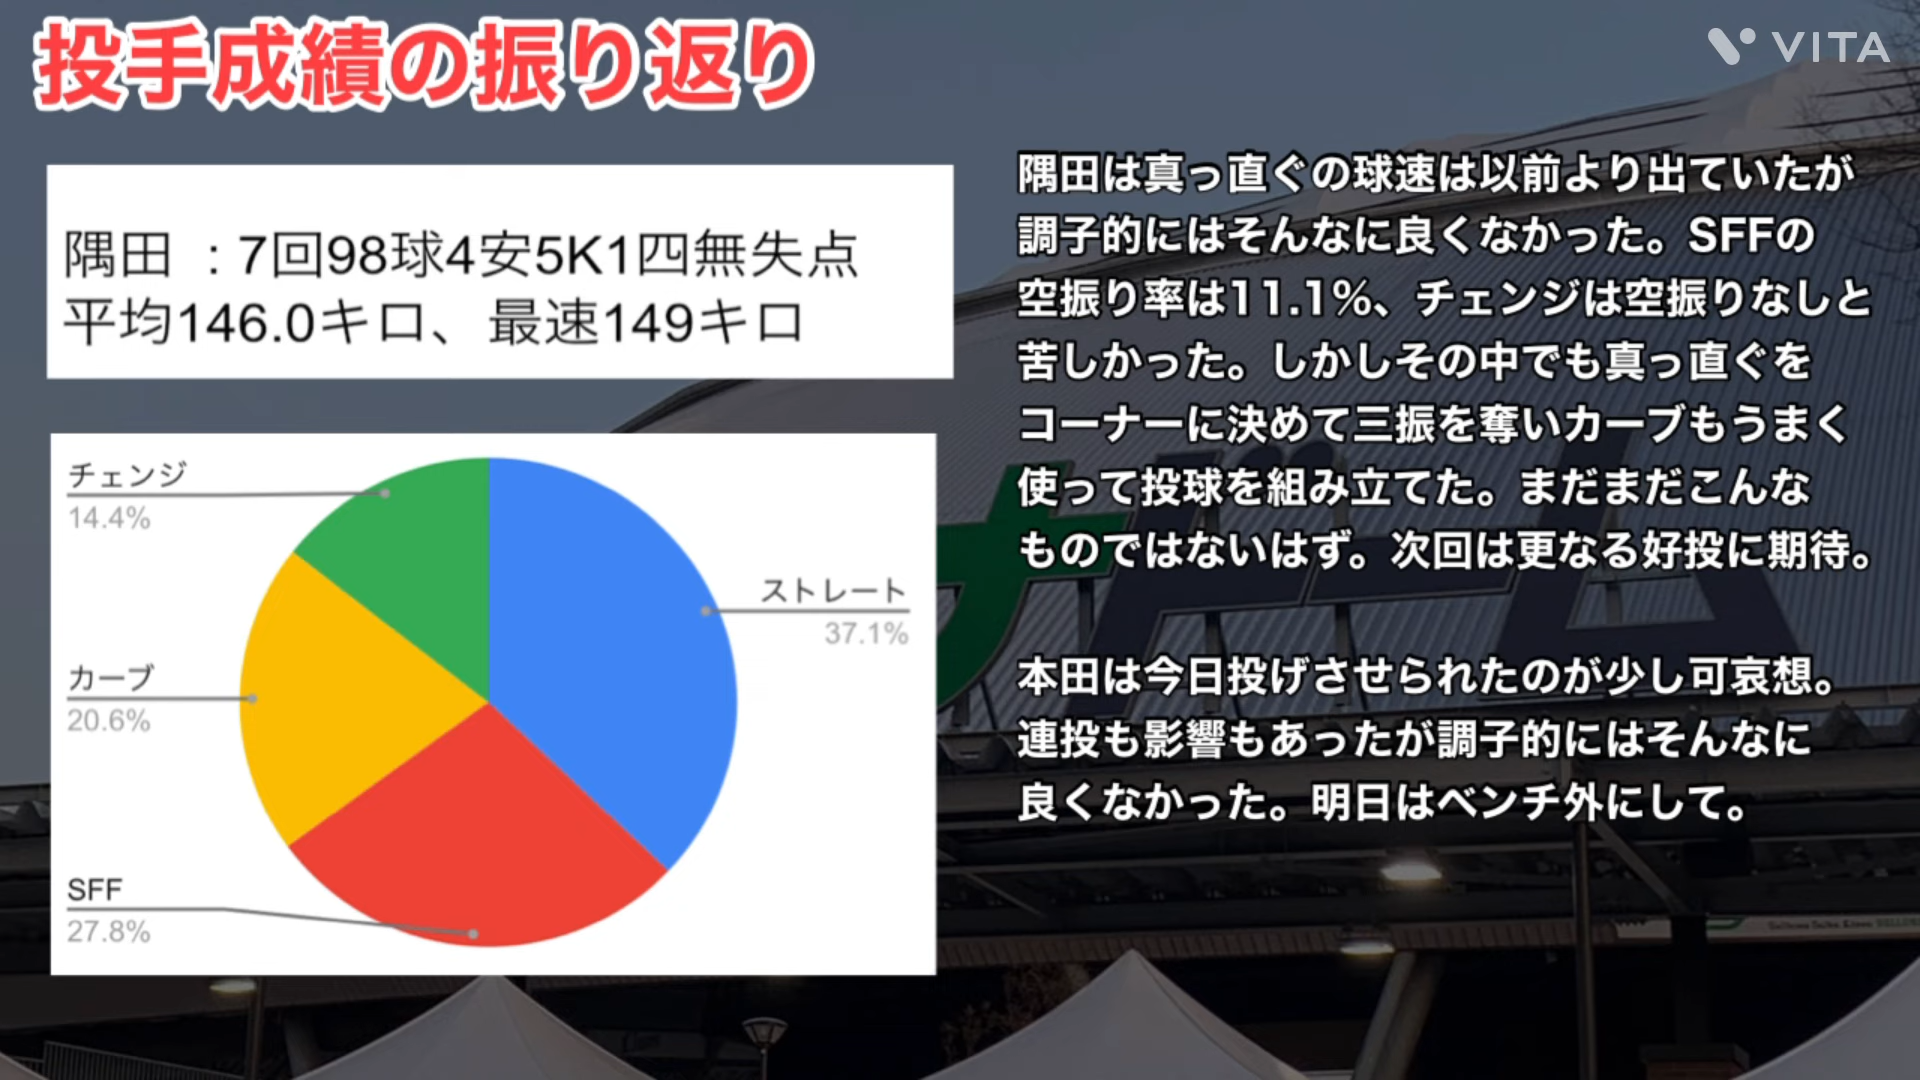 投手成績の振り返り
VITA
隅田 : 7回98球4安5K1四無失点
平均146.0キロ、最速149キロ
チェンジ
14.4%
ストレート
37.1%
カーブ
20.6%
SFF
27.8%
隅田は真っ直ぐの球速は以前より出ていたが
調子的にはそんなに良くなかった。SFFの
空振り率は11.1%、チェンジは空振りなしと
苦しかった。しかしその中でも真っ直ぐを
コーナーに決めて三振を奪いカーブもうまく
使って投球を組み立てた。まだまだこんな
ものではないはず。次回は更なる好投に期待。
本田は今日投げさせられたのが少し可哀想。
連投も影響もあったが調子的にはそんなに
良くなかった。明日はベンチ外にして。
ナドーム